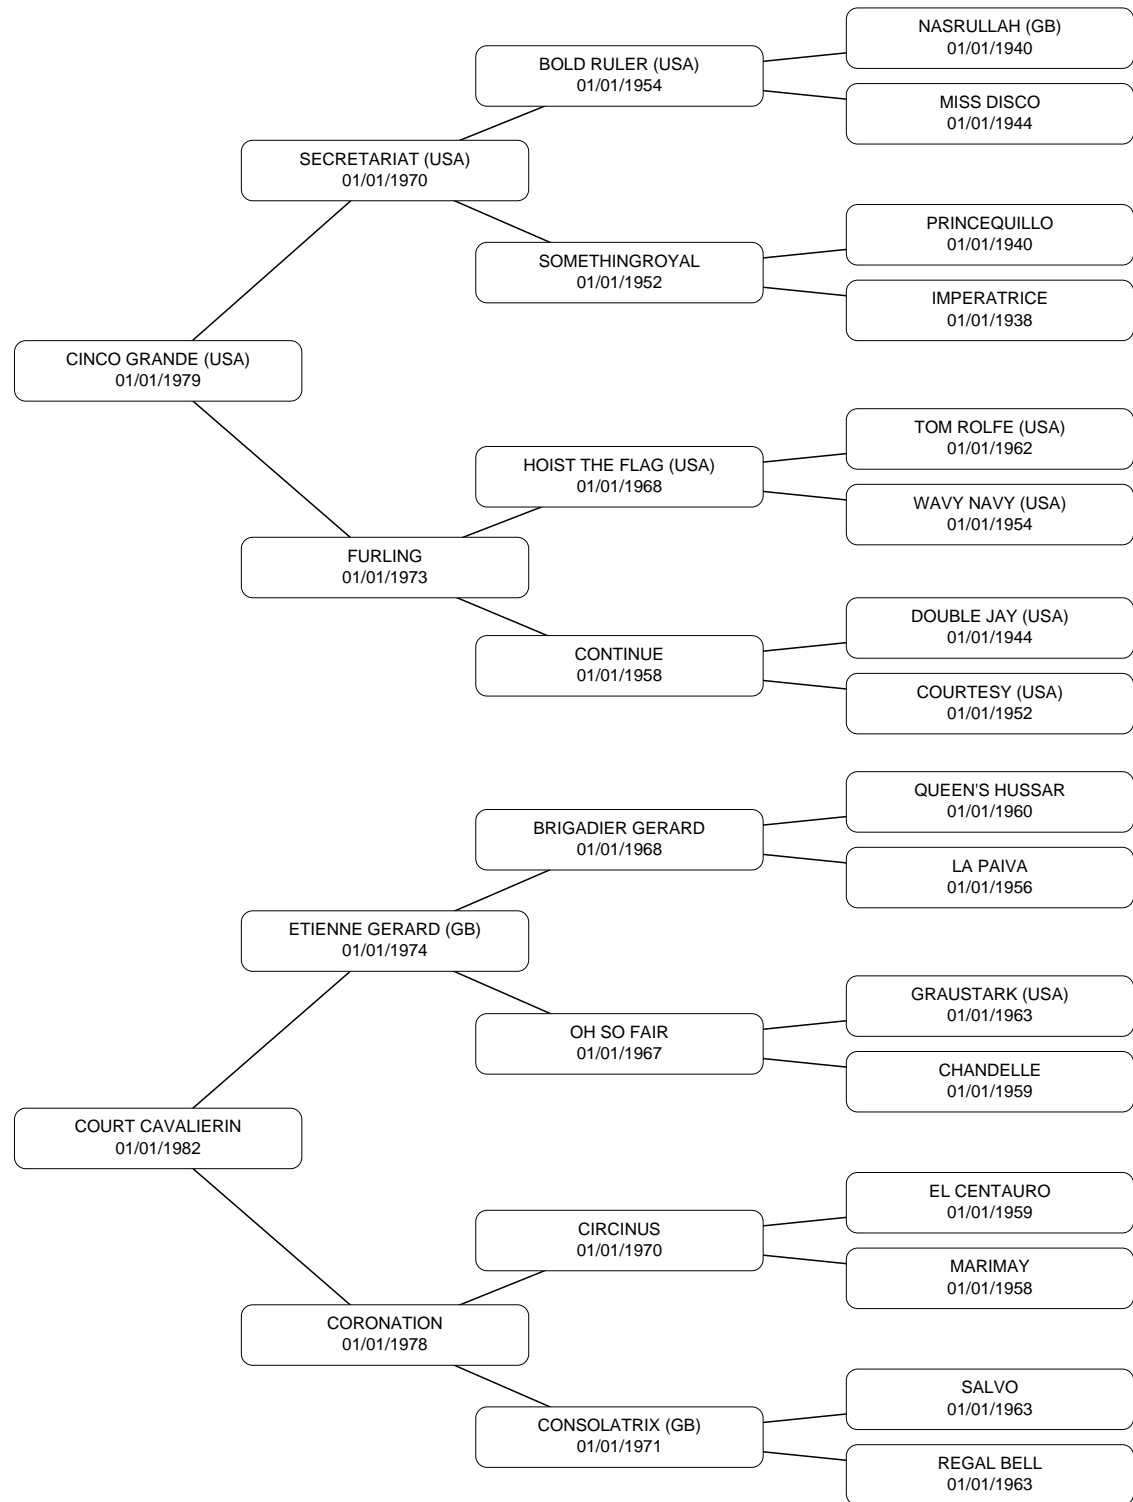 NASRULLAH (GB)
01/01/1940
BOLD RULER (USA)
01/01/1954
MISS DISCO
01/01/1944
SECRETARIAT (USA)
01/01/1970
PRINCEQUILLO
01/01/1940
SOMETHINGROYAL
01/01/1952
IMPERATRICE
01/01/1938
CINCO GRANDE (USA)
01/01/1979
TOM ROLFE (USA)
01/01/1962
HOIST THE FLAG (USA)
01/01/1968
WAVY NAVY (USA)
01/01/1954
FURLING
01/01/1973
DOUBLE JAY (USA)
01/01/1944
CONTINUE
01/01/1958
COURTESY (USA)
01/01/1952
QUEEN'S HUSSAR
01/01/1960
BRIGADIER GERARD
01/01/1968
LA PAIVA
01/01/1956
ETIENNE GERARD (GB)
01/01/1974
GRAUSTARK (USA)
01/01/1963
OH SO FAIR
01/01/1967
CHANDELLE
01/01/1959
COURT CAVALIERIN
01/01/1982
EL CENTAURO
01/01/1959
CIRCINUS
01/01/1970
MARIMAY
01/01/1958
CORONATION
01/01/1978
SALVO
01/01/1963
CONSOLATRIX (GB)
01/01/1971
REGAL BELL
01/01/1963